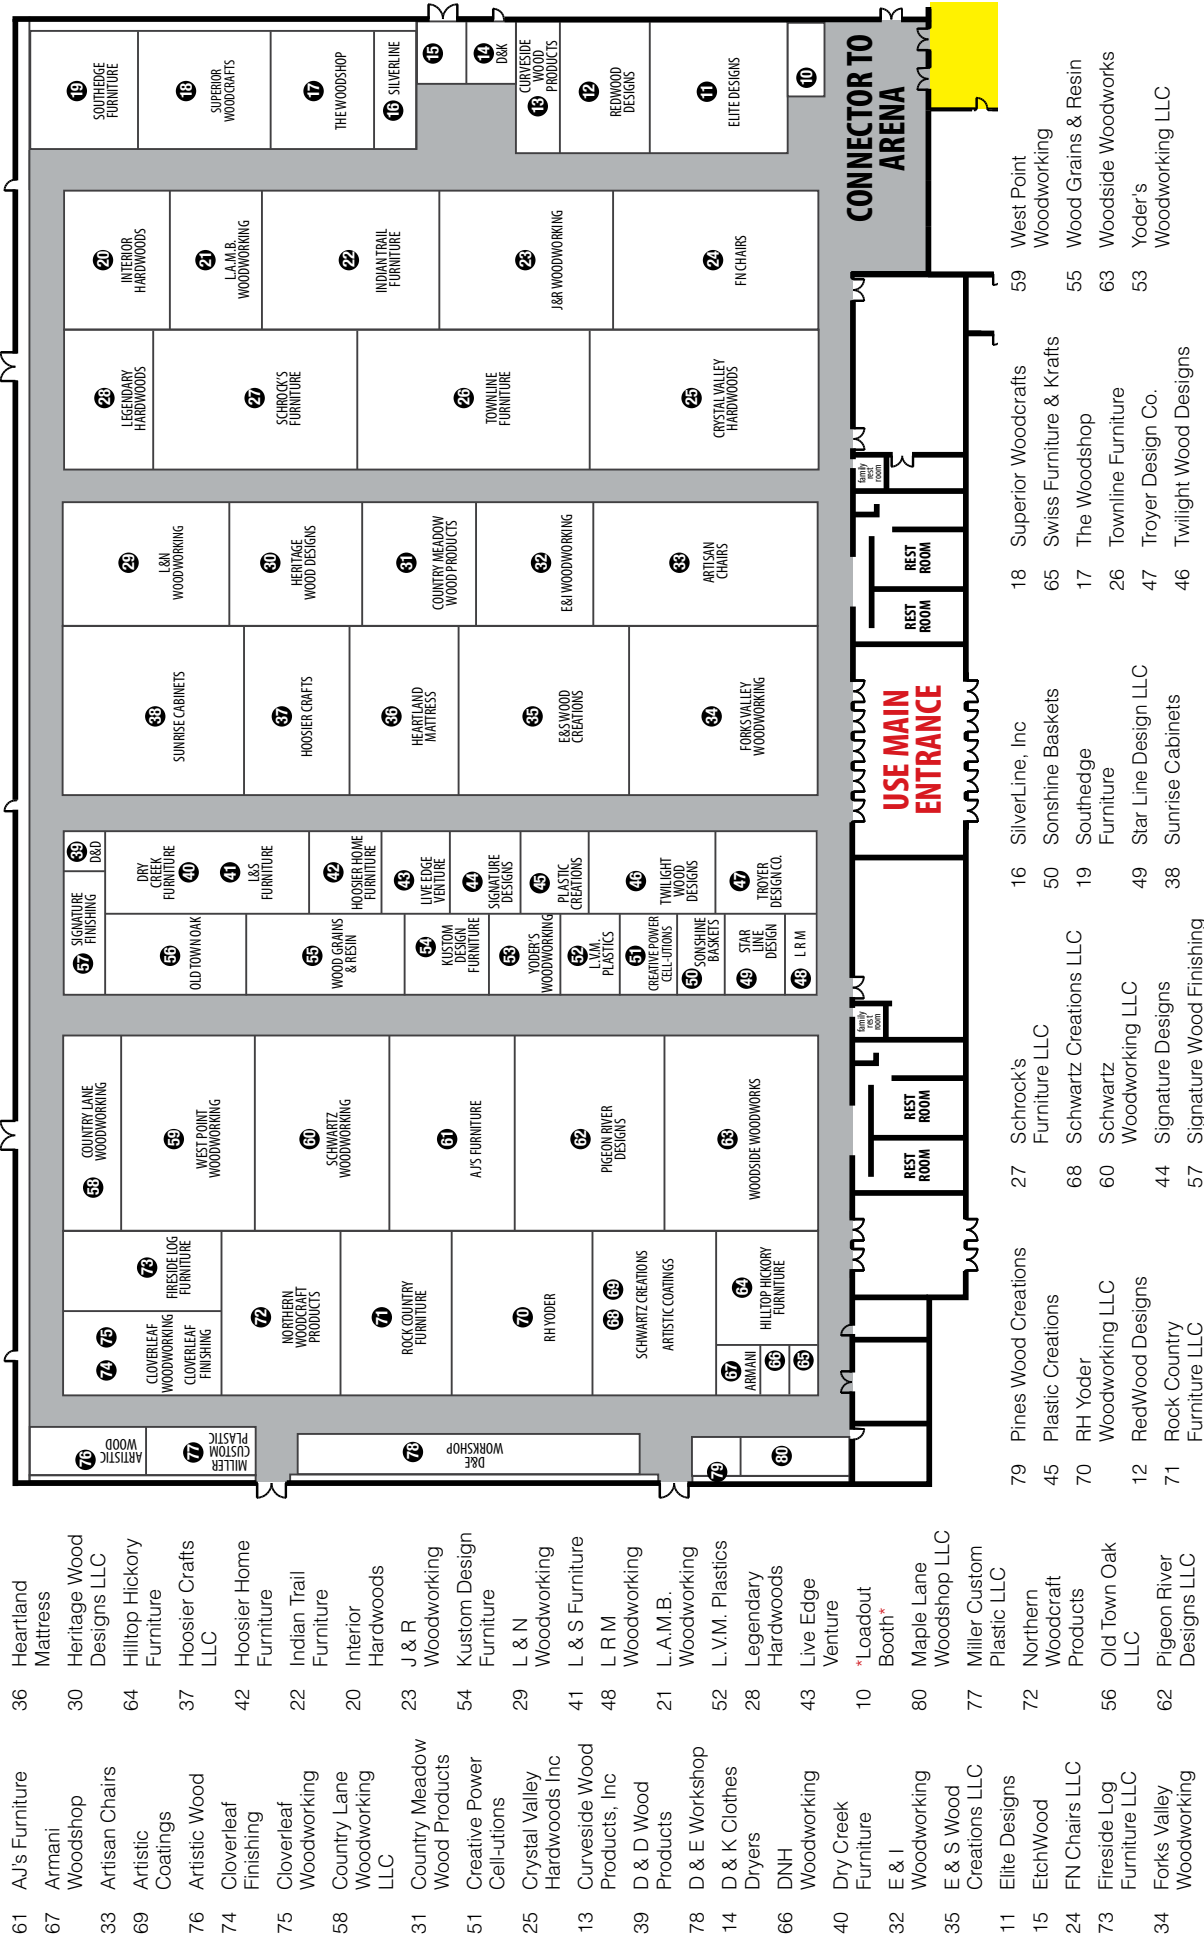 61 AJ's Furniture
67 Armani
Woodshop
33 Artisan Chairs
69 Artistic
Coatings
76 Artistic Wood
74 Cloverleaf
Finishing
75 Cloverleaf
Woodworking
58 Country Lane
Woodworking
LLC
31 Country Meadow
Wood Products
51 Creative Power
Cell-utions
25 Crystal Valley
Hardwoods Inc
13 Curveside Wood
Products, Inc
39 D & D Wood
Products
78 D & E Workshop
14 D & K Clothes
Dryers
66 DNH
Woodworking
40 Dry Creek
Furniture
32 E & I
Woodworking
35 E & S Wood
Creations LLC
11 Elite Designs
15 EtchWood
24 FN Chairs LLC
73 Fireside Log
Furniture LLC
34 Forks Valley
Woodworking
36 Heartland
Mattress
30 Heritage Wood
Designs LLC
64 Hilltop Hickory
Furniture
37 Hoosier Crafts
LLC
42 Hoosier Home
Furniture
22 Indian Trail
Furniture
20 Interior
Hardwoods
23 J & R
Woodworking
54 Kustom Design
Furniture
29 L & N
Woodworking
41 L & S Furniture
48 L R M
Woodworking
21 L.A.M.B.
Woodworking
52 L.V.M. Plastics
28 Legendary
Hardwoods
43 Live Edge
Venture
10 *Loadout
Booth*
80 Maple Lane
Woodshop LLC
77 Miller Custom
Plastic LLC
72 Northern
Woodcraft
Products
56 Old Town Oak
LLC
62 Pigeon River
Designs LLC
79 Pines Wood Creations
45 Plastic Creations
70 RH Yoder
Woodworking LLC
12 RedWood Designs
71 Rock Country
Furniture LLC
27 Schrock's
Furniture LLC
68 Schwartz Creations LLC
60 Schwartz
Woodworking LLC
44 Signature Designs
57 Signature Wood Finishing
16 SilverLine, Inc
50 Sonshine Baskets
19 Southedge
Furniture
49 Star Line Design LLC
38 Sunrise Cabinets
18 Superior Woodcrafts
65 Swiss Furniture & Krafts
17 The Woodshop
26 Townline Furniture
47 Troyer Design Co.
46 Twilight Wood Designs
59 West Point
Woodworking
55 Wood Grains & Resin
63 Woodside Woodworks
53 Yoder's
Woodworking LLC
76
ARTISTIC
WOOD
77
MILLER
CUSTOM
PLASTIC
78
D&E
WORKSHOP
79
80
74 75
CLOVERLEAF
WOODWORKING
CLOVERLEAF
FINISHING
73
FIRESIDE LOG
FURNITURE
72
NORTHERN
WOODCRAFT
PRODUCTS
71
ROCK COUNTRY
FURNITURE
70
RH YODER
68 69
SCHWARTZ CREATIONS
ARTISTIC COATINGS
67
ARMANI
66
65
64
HILLTOP HICKORY
FURNITURE
58
COUNTRY LANE
WOODWORKING
59
WEST POINT
WOODWORKING
60
SCHWARTZ
WOODWORKING
61
AJ'S FURNITURE
62
PIGEON RIVER
DESIGNS
63
WOODSIDE WOODWORKS
57
SIGNATURE
FINISHING
56
OLD TOWN OAK
55
WOOD GRAINS
& RESIN
54
KUSTOM
DESIGN
FURNITURE
53
YODER'S
WOODWORKING
52
L.V.M.
PLASTICS
51
CREATIVE POWER
CELL-UTIONS
50
SONSHINE
BASKETS
49
STAR
LINE
DESIGN
48 L R M
39
D&D
DRY
CREEK
FURNITURE
40
41
L&S
FURNITURE
42
HOOSIER HOME
FURNITURE
43
LIVE EDGE
VENTURE
44
SIGNATURE
DESIGNS
45
PLASTIC
CREATIONS
46
TWILIGHT
WOOD
DESIGNS
47
TROYER
DESIGN CO.
38
SUNRISE CABINETS
37
HOOSIER CRAFTS
36
HEARTLAND
MATTRESS
35
E&S WOOD
CREATIONS
34
FORKS VALLEY
WOODWORKING
29
L&N
WOODWORKING
30
HERITAGE
WOOD DESIGNS
31
COUNTRY MEADOW
WOOD PRODUCTS
32
E&I WOODWORKING
33
ARTISAN
CHAIRS
28
LEGENDARY
HARDWOODS
27
SCHROCK'S
FURNITURE
26
TOWNLINE
FURNITURE
25
CRYSTAL VALLEY
HARDWOODS
20
INTERIOR
HARDWOODS
21
L.A.M.B.
WOODWORKING
22
INDIAN TRAIL
FURNITURE
23
J&R WOODWORKING
24
FN CHAIRS
19
SOUTHEDGE
FURNITURE
18
SUPERIOR
WOODCRAFTS
17
THE WOODSHOP
16 SILVERLINE
15
14
D&K
CURVESIDE
WOOD
PRODUCTS
13
12
REDWOOD
DESIGNS
11
ELITE DESIGNS
10
CONNECTOR TO
ARENA
family
rest
room
REST
ROOM
REST
ROOM
USE MAIN
ENTRANCE
family
rest
room
REST
ROOM
REST
ROOM